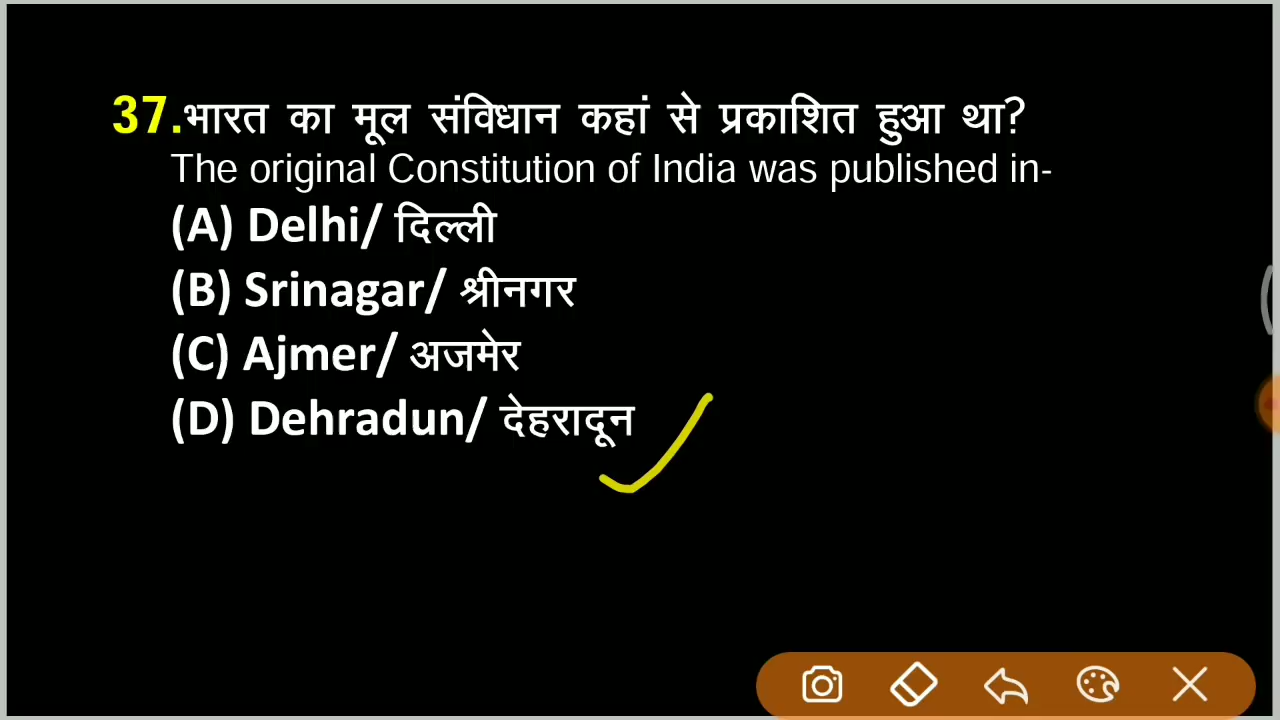 37.भारत का मूल संविधान कहां से प्रकाशित हुआ था?
The original Constitution of India was published in-
(A) Delhi/ दिल्ली
(B) Srinagar/ श्रीनगर
(C) Ajmer/ अजमेर
(D) Dehradun/ देहरादून